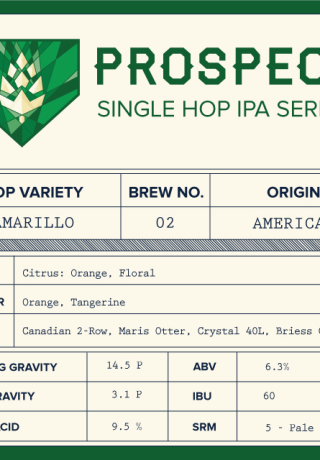 PROSPEC
SINGLE HOP IPA SERI
OP VARIETY BREW NO. ORIGIN
AMARILLO 02 AMERICA
Citrus: Orange, Floral
R Orange, Tangerine
Canadian 2-Row, Maris Otter, Crystal 40L, Briess
G GRAVITY 14.5 P ABV 6.3%
RAVITY 3.1 P IBU 60
CID 9.5 % SRM 5 - Pale